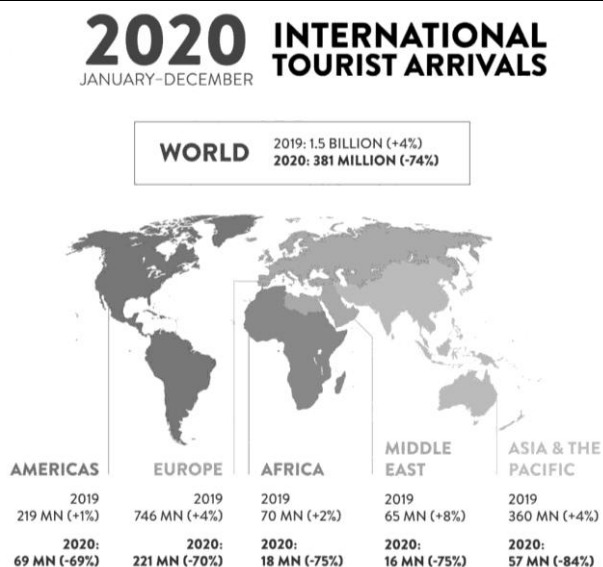 2020
JANUARY–DECEMBER
INTERNATIONAL
TOURIST ARRIVALS
WORLD
2019: 1.5 BILLION (+4%)
2020: 381 MILLION (-74%)
AMERICAS
2019
219 MN (+1%)
2020:
69 MN (-69%)
EUROPE
2019
746 MN (+4%)
2020:
221 MN (-70%)
AFRICA
2019
70 MN (+2%)
2020:
18 MN (-75%)
MIDDLE
EAST
2019
65 MN (+8%)
2020:
16 MN (-75%)
ASIA & THE
PACIFIC
2019
360 MN (+4%)
2020:
57 MN (-84%)